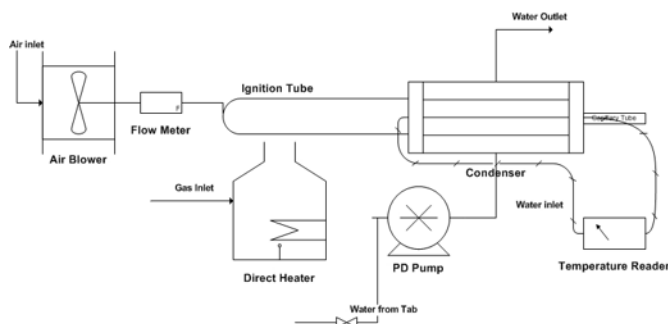 Water Outlet
Air inlet
Ignition Tube
F
Flow Meter
Capillary Tube
Air Blower
Condenser
Gas Inlet
Water inlet
Direct Heater
PD Pump
Temperature Reader
Water from Tab